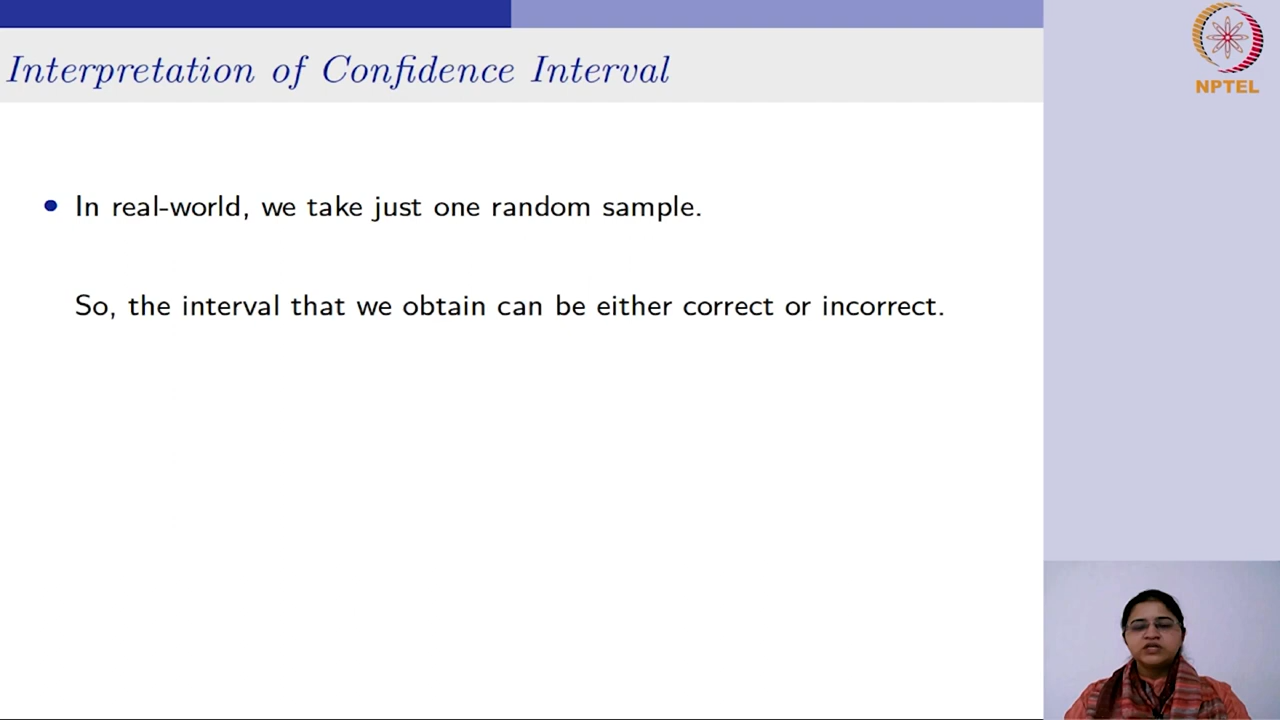 Interpretation of Confidence Interval
NPTEL
• In real-world, we take just one random sample.
So, the interval that we obtain can be either correct or incorrect.